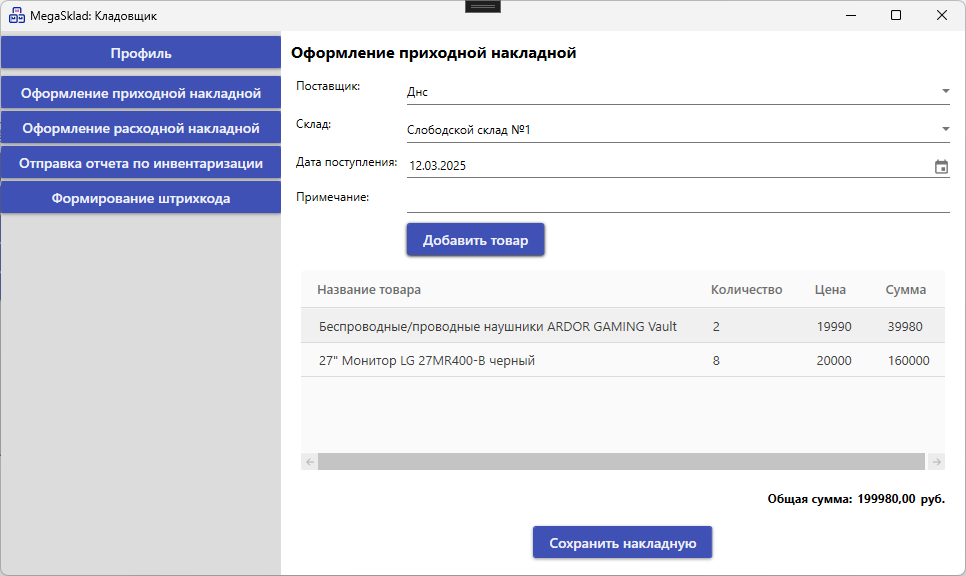 MegaSklad: Кладовщик
Профиль
Оформление приходной накладной
Оформление расходной накладной
Отправка отчета по инвентаризации
Формирование штрихкода
Оформление приходной накладной
Поставщик: Днс
Склад: Слободской склад №1
Дата поступления: 12.03.2025
Примечание:
Добавить товар
Название товара Количество Цена Сумма
Беспроводные/проводные наушники ARDOR GAMING Vault 2 19990 39980
27" Монитор LG 27MR400-B черный 8 20000 160000
Общая сумма: 199980,00 руб.
Сохранить накладную